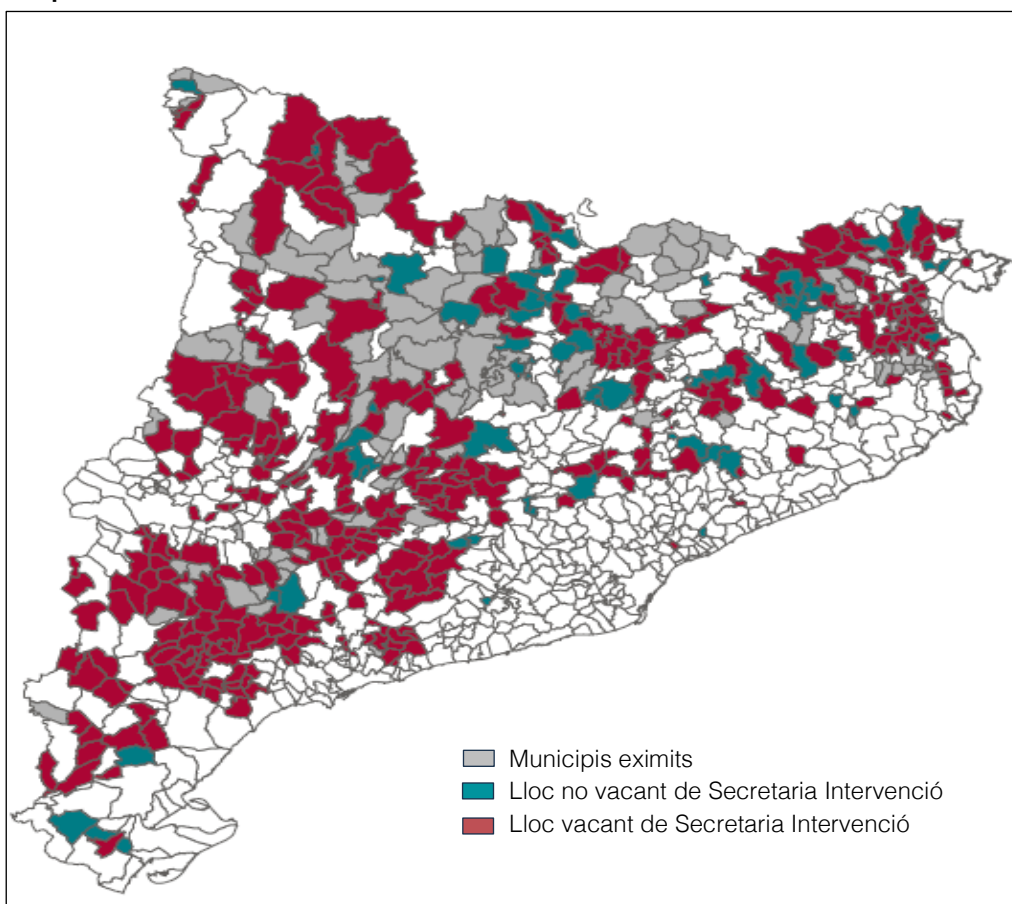 Municipis eximits
Lloc no vacant de Secretaria Intervenció
Lloc vacant de Secretaria Intervenció